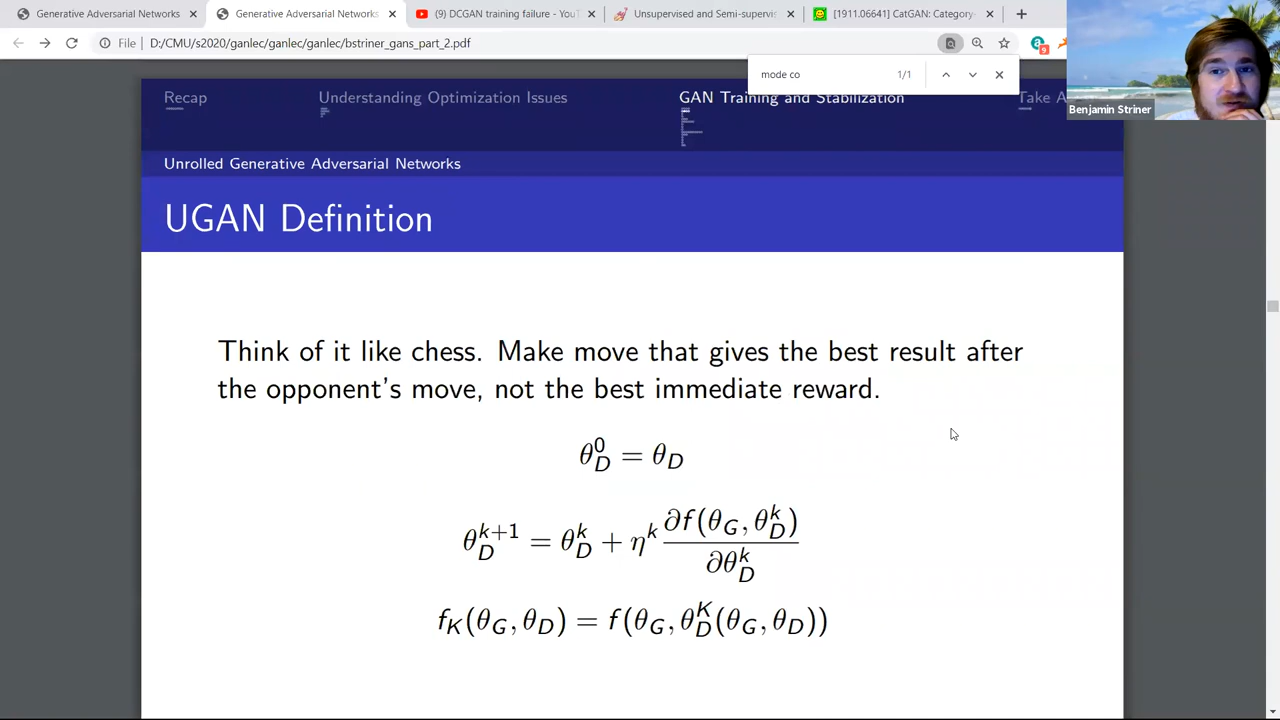 Generative Adversarial Networks
Generative Adversarial Networks
(9) DCGAN training failure - YouT
Unsupervised and Semi-supervis
[1911.06641] CatGAN: Category-
File
D:/CMU/s2020/ganlec/ganlec/ganlec/bstriner_gans_part_2.pdf
9
mode co
1/1
Benjamin Striner
Recap
Understanding Optimization Issues
GAN Training and Stabilization
Take A
Unrolled Generative Adversarial Networks
UGAN Definition
Think of it like chess. Make move that gives the best result after
the opponent's move, not the best immediate reward.
θ_D^0 = θ_D
θ_D^{k+1} = θ_D^k + η^k ∂f(θ_G, θ_D^k) / ∂θ_D^k
f_K(θ_G, θ_D) = f(θ_G, θ_D^K(θ_G, θ_D))